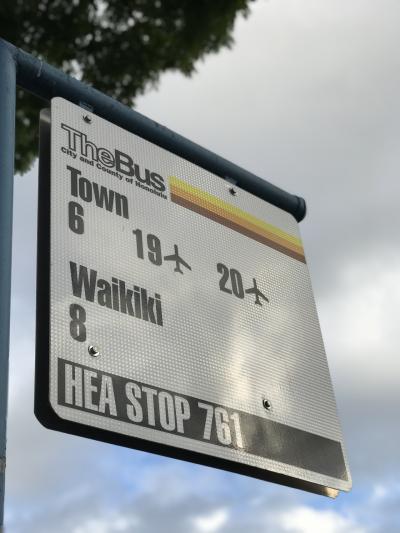 TheBus
City and County of Honolulu
Town
6 19 20
Waikiki
8
HEA STOP 761